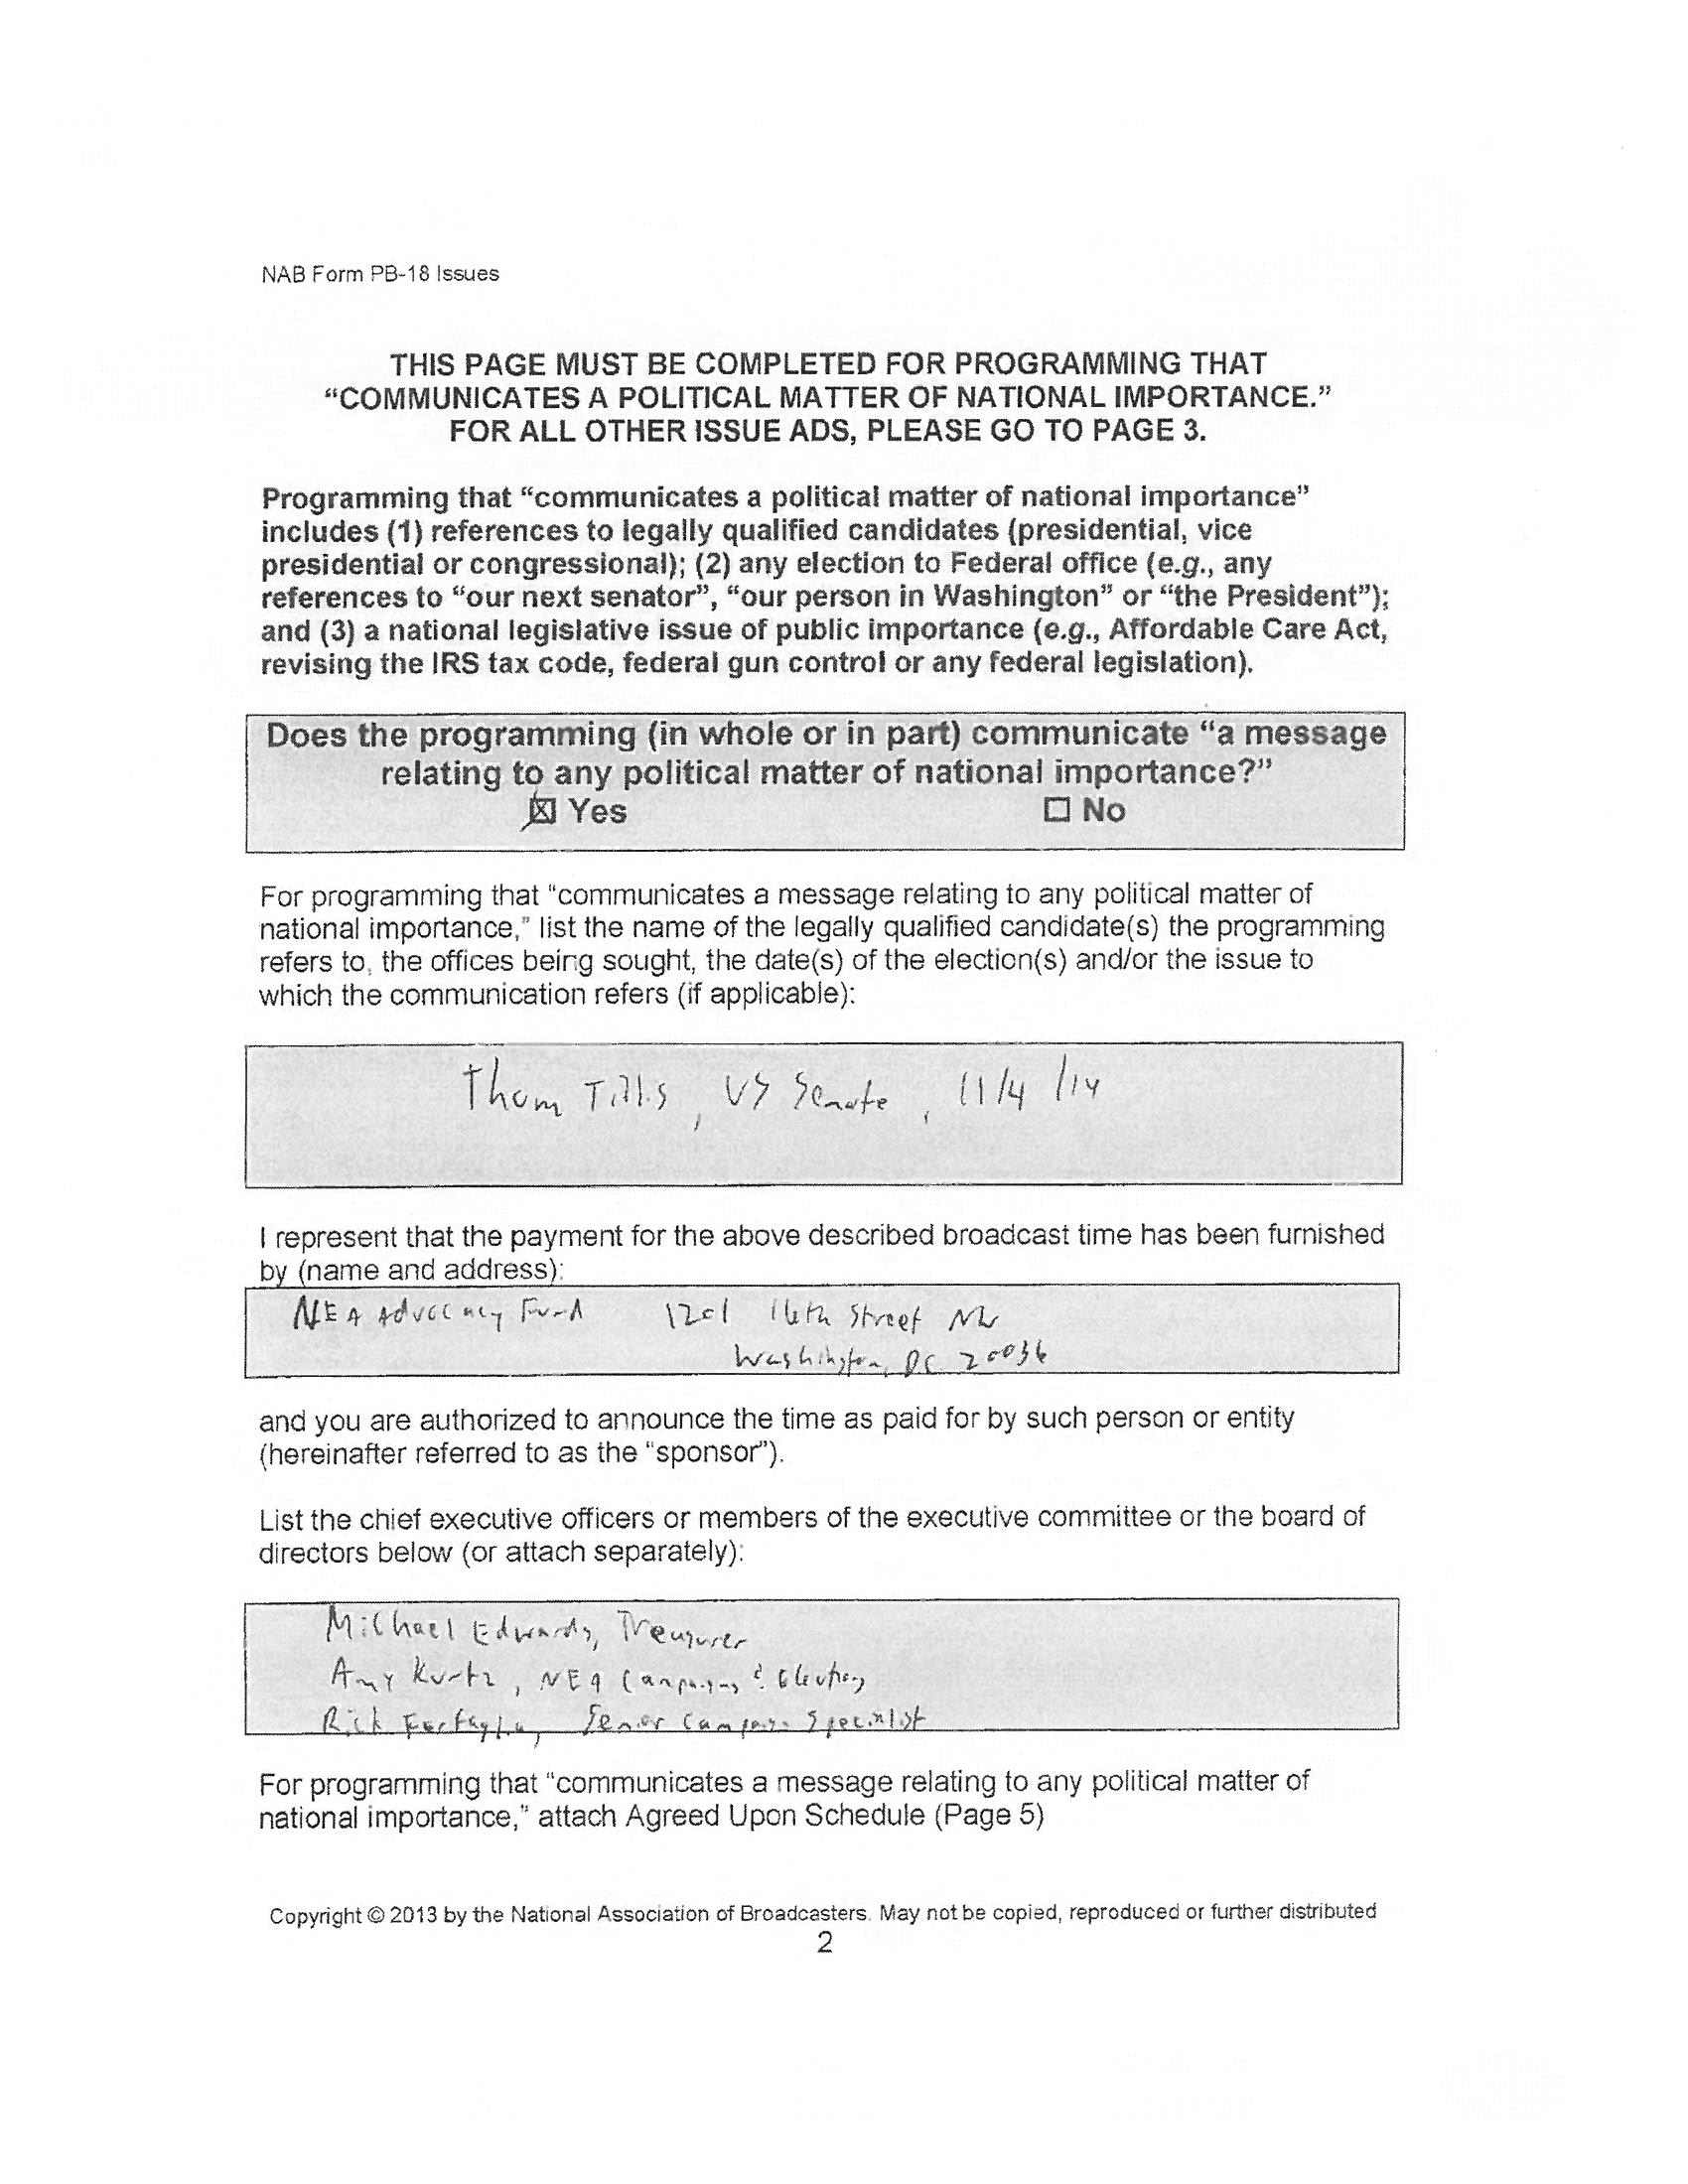 NAB Form PB-18 Issues
THIS PAGE MUST BE COMPLETED FOR PROGRAMMING THAT
“COMMUNICATES A POLITICAL MATTER OF NATIONAL IMPORTANCE.”
FOR ALL OTHER ISSUE ADS, PLEASE GO TO PAGE 3.
Programming that “communicates a political matter of national importance”
includes (1) references to legally qualified candidates (presidential, vice
presidential or congressional); (2) any election to Federal office (e.g., any
references to “our next senator”, “our person in Washington” or “the President”);
and (3) a national legislative issue of public importance (e.g., Affordable Care Act,
revising the IRS tax code, federal gun control or any federal legislation).
Does the programming (in whole or in part) communicate “a message
relating to any political matter of national importance?”
☒ Yes ☐ No
For programming that “communicates a message relating to any political matter of
national importance,” list the name of the legally qualified candidate(s) the programming
refers to, the offices being sought, the date(s) of the election(s) and/or the issue to
which the communication refers (if applicable):
Thom Tillis, US Senate, 11/4/14
I represent that the payment for the above described broadcast time has been furnished
by (name and address):
NEA Advocacy Fund 1201 16th Street NW
Washington, DC 20036
and you are authorized to announce the time as paid for by such person or entity
(hereinafter referred to as the “sponsor”).
List the chief executive officers or members of the executive committee or the board of
directors below (or attach separately):
Michael Edwards, Treasurer
Amy Kurtz, NEA Campaigns & Elections
Rick Senior Campaign Specialist
For programming that “communicates a message relating to any political matter of
national importance,” attach Agreed Upon Schedule (Page 5)
Copyright © 2013 by the National Association of Broadcasters. May not be copied, reproduced or further distributed
2